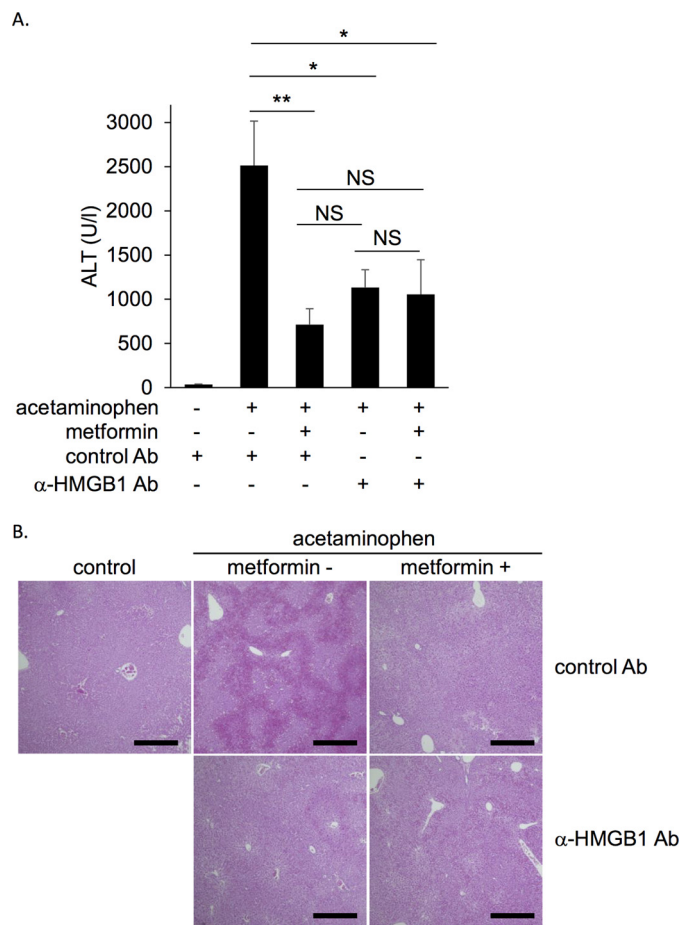 A.
*
*
**
NS
NS
NS
ALT (U/l)
3000
2500
2000
1500
1000
500
0
acetaminophen - + + + +
metformin - - + - +
control Ab + + + - -
α-HMGB1 Ab - - - + +
B.
acetaminophen
control metformin - metformin +
control Ab
α-HMGB1 Ab